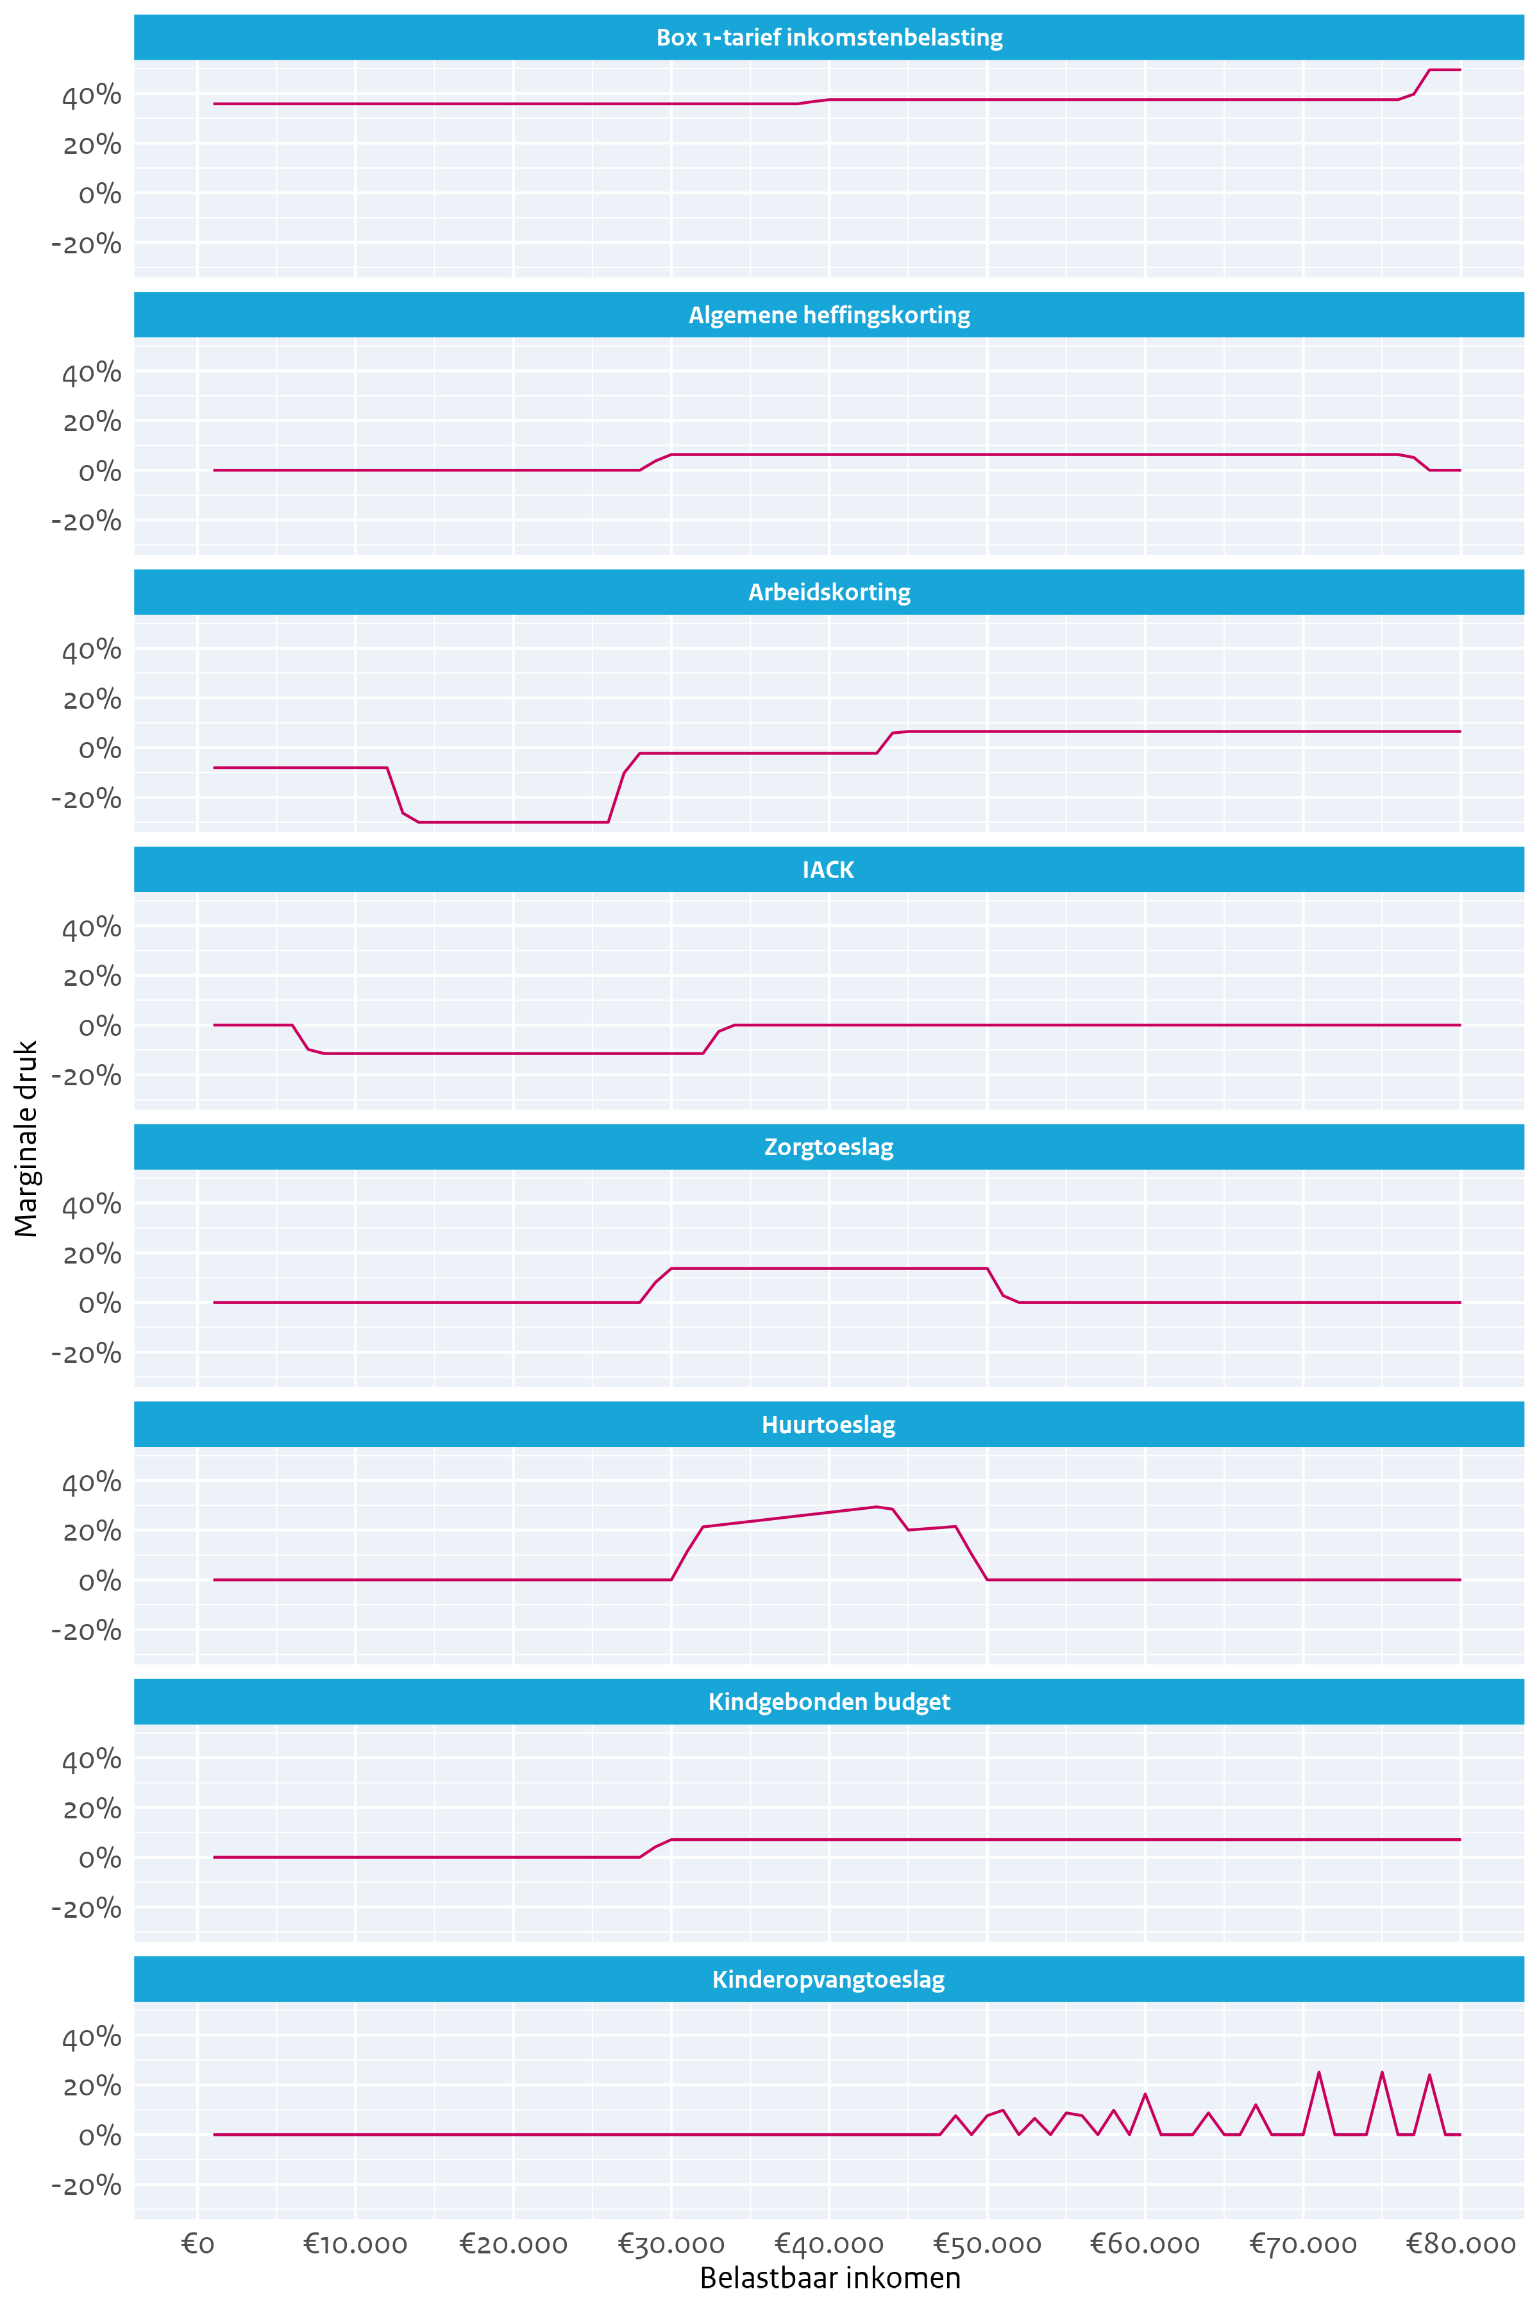 Box 1-tarief inkomstenbelasting
40%
20%
0%
-20%
Algemene heffingskorting
40%
20%
0%
-20%
Arbeidskorting
40%
20%
0%
-20%
IACK
40%
20%
0%
-20%
Marginale druk
Zorgtoeslag
40%
20%
0%
-20%
Huurtoeslag
40%
20%
0%
-20%
Kindgebonden budget
40%
20%
0%
-20%
Kinderopvangtoeslag
40%
20%
0%
-20%
€0 €10.000 €20.000 €30.000 €40.000 €50.000 €60.000 €70.000 €80.000
Belastbaar inkomen